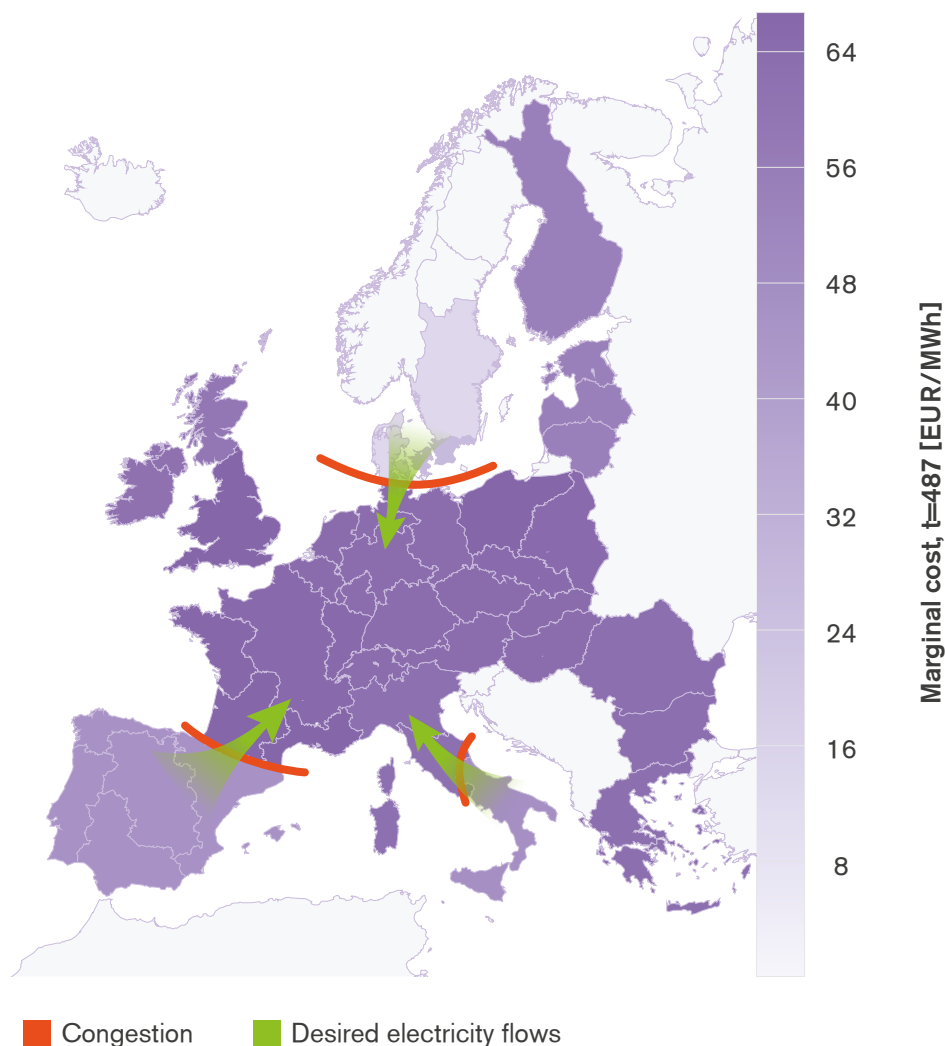 64
56
48
40
32
24
16
8
Marginal cost, t=487 [EUR/MWh]
Congestion
Desired electricity flows